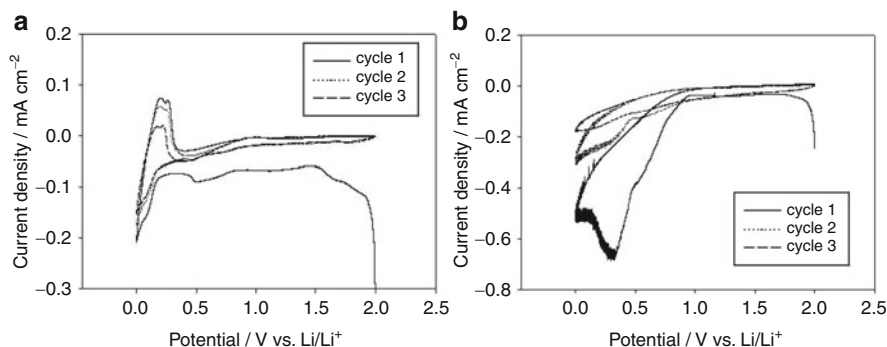 a
Current density / mA cm⁻²
0.2
0.1
0.0
−0.1
−0.2
−0.3
cycle 1
cycle 2
cycle 3
0.0 0.5 1.0 1.5 2.0 2.5
Potential / V vs. Li/Li⁺
b
Current density / mA cm⁻²
0.2
0.0
−0.2
−0.4
−0.6
−0.8
cycle 1
cycle 2
cycle 3
0.0 0.5 1.0 1.5 2.0 2.5
Potential / V vs. Li/Li⁺